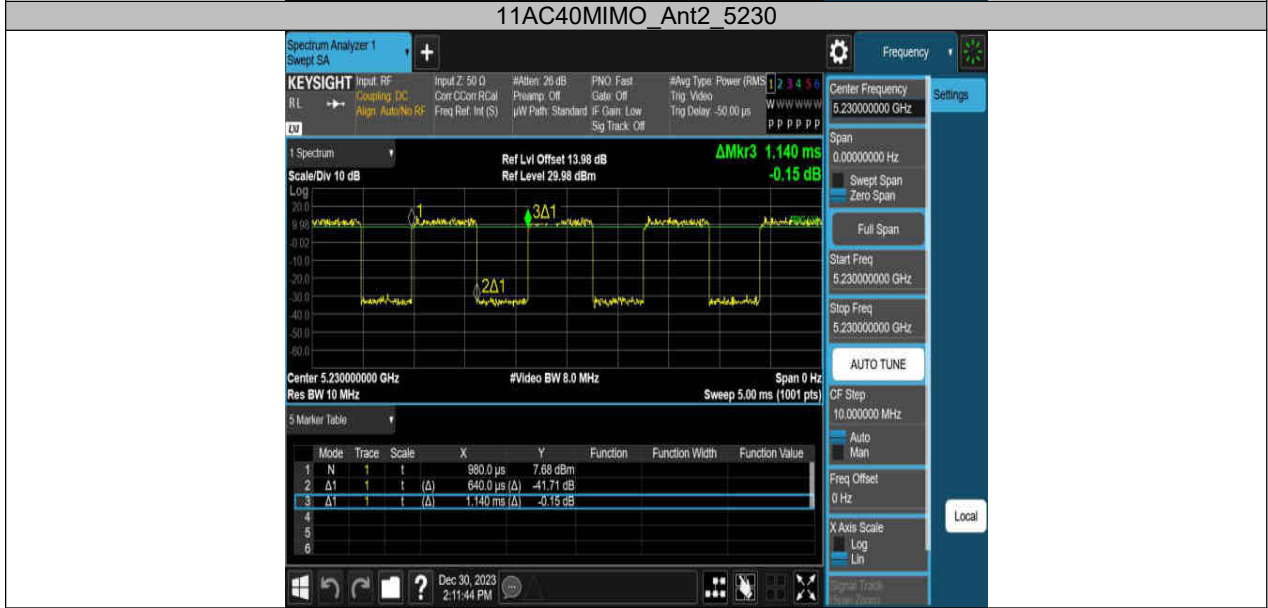 11AC40MIMO_Ant2_5230
Spectrum Analyzer 1
Swept SA
+
Frequency
KEYSIGHT
RL
Input: RF
Coupling: DC
Align: Auto/No RF
Input Z: 50 Ω
Corr CCorr RCal
Freq Ref: Int (S)
#Atten: 26 dB
Preamp: Off
µW Path: Standard
PNO: Fast
Gate: Off
IF Gain: Low
Sig Track: Off
#Avg Type: Power (RMS
Trig: Video
Trig Delay: -50.00 µs
1 2 3 4 5 6
W W W W W W
P P P P P P
1 Spectrum
Scale/Div 10 dB
Ref Lvl Offset 13.98 dB
Ref Level 29.98 dBm
ΔMkr3 1.140 ms
-0.15 dB
Log
20.0
9.98
-0.02
-10.0
-20.0
-30.0
-40.0
-50.0
-60.0
1
3Δ1
2Δ1
Center 5.230000000 GHz
#Video BW 8.0 MHz
Span 0 Hz
Res BW 10 MHz
Sweep 5.00 ms (1001 pts)
5 Marker Table
Mode Trace Scale X Y Function Function Width Function Value
1 N 1 t 980.0 µs 7.68 dBm
2 Δ1 1 t (Δ) 640.0 µs (Δ) -41.71 dB
3 Δ1 1 t (Δ) 1.140 ms (Δ) -0.15 dB
4
5
6
?
Dec 30, 2023
2:11:44 PM
Center Frequency
5.230000000 GHz
Span
0.00000000 Hz
Swept Span
Zero Span
Full Span
Start Freq
5.230000000 GHz
Stop Freq
5.230000000 GHz
AUTO TUNE
CF Step
10.000000 MHz
Auto
Man
Freq Offset
0 Hz
X Axis Scale
Log
Lin
Signal Track
(Span Zoom)
Settings
Local